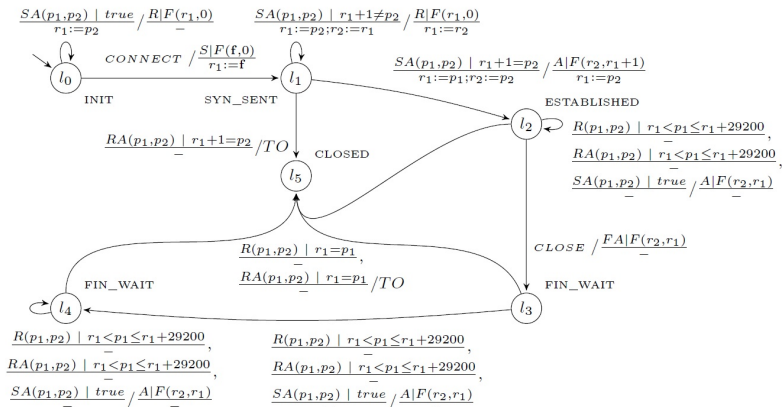 SA(p₁,p₂) | true / R|F(r₁,0)
r₁:=p₂ –
SA(p₁,p₂) | r₁+1≠p₂ / R|F(r₁,0)
r₁:=p₂;r₂:=r₁ r₁:=r₂
CONNECT / S|F(f,0)
r₁:=f
SA(p₁,p₂) | r₁+1=p₂ / A|F(r₂,r₁+1)
r₁:=p₁;r₂:=p₂ r₁:=p₂
l₀
l₁
INIT
SYN_SENT
ESTABLISHED
l₂
RA(p₁,p₂) | r₁+1=p₂ /TO
–
CLOSED
l₅
R(p₁,p₂) | r₁<p₁≤r₁+29200,
–
RA(p₁,p₂) | r₁<p₁≤r₁+29200,
–
SA(p₁,p₂) | true / A|F(r₂,r₁)
– –
R(p₁,p₂) | r₁=p₁,
–
RA(p₁,p₂) | r₁=p₁ /TO
–
CLOSE / FA|F(r₂,r₁)
–
FIN_WAIT
FIN_WAIT
l₄
l₃
R(p₁,p₂) | r₁<p₁≤r₁+29200,
–
RA(p₁,p₂) | r₁<p₁≤r₁+29200,
–
SA(p₁,p₂) | true / A|F(r₂,r₁)
– –
R(p₁,p₂) | r₁<p₁≤r₁+29200,
–
RA(p₁,p₂) | r₁<p₁≤r₁+29200,
–
SA(p₁,p₂) | true / A|F(r₂,r₁)